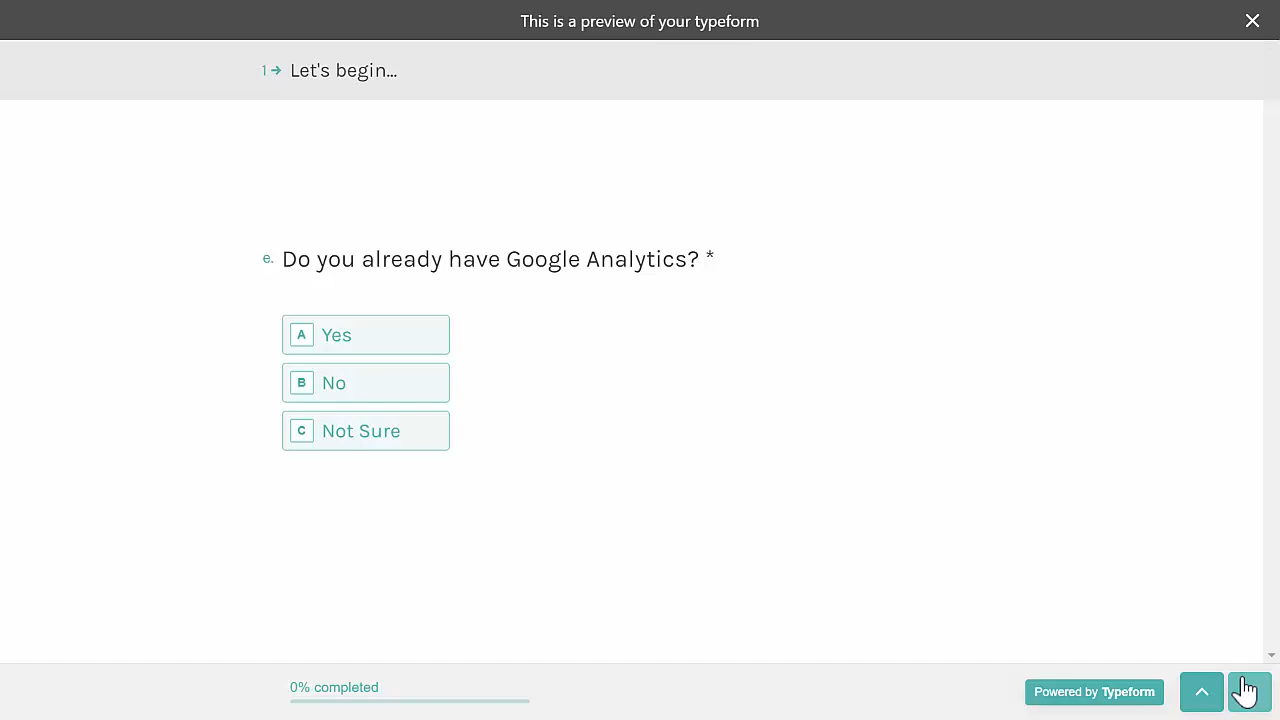 This is a preview of your typeform
1 → Let's begin...
e. Do you already have Google Analytics? *
A Yes
B No
C Not Sure
0% completed
Powered by Typeform